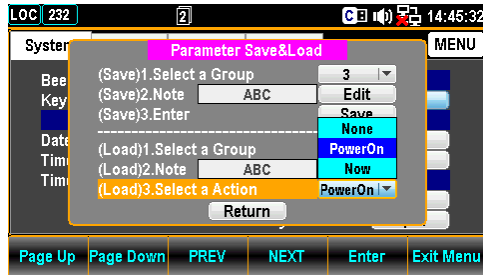 LOC 232 2 C 14:45:32
System MENU
Parameter Save&Load
Bee (Save)1.Select a Group 3
Key (Save)2.Note ABC Edit
(Save)3.Enter Save
None
Date (Load)1.Select a Group PowerOn
Time (Load)2.Note ABC Now
Tim (Load)3.Select a Action PowerOn
Return
Page Up Page Down PREV NEXT Enter Exit Menu